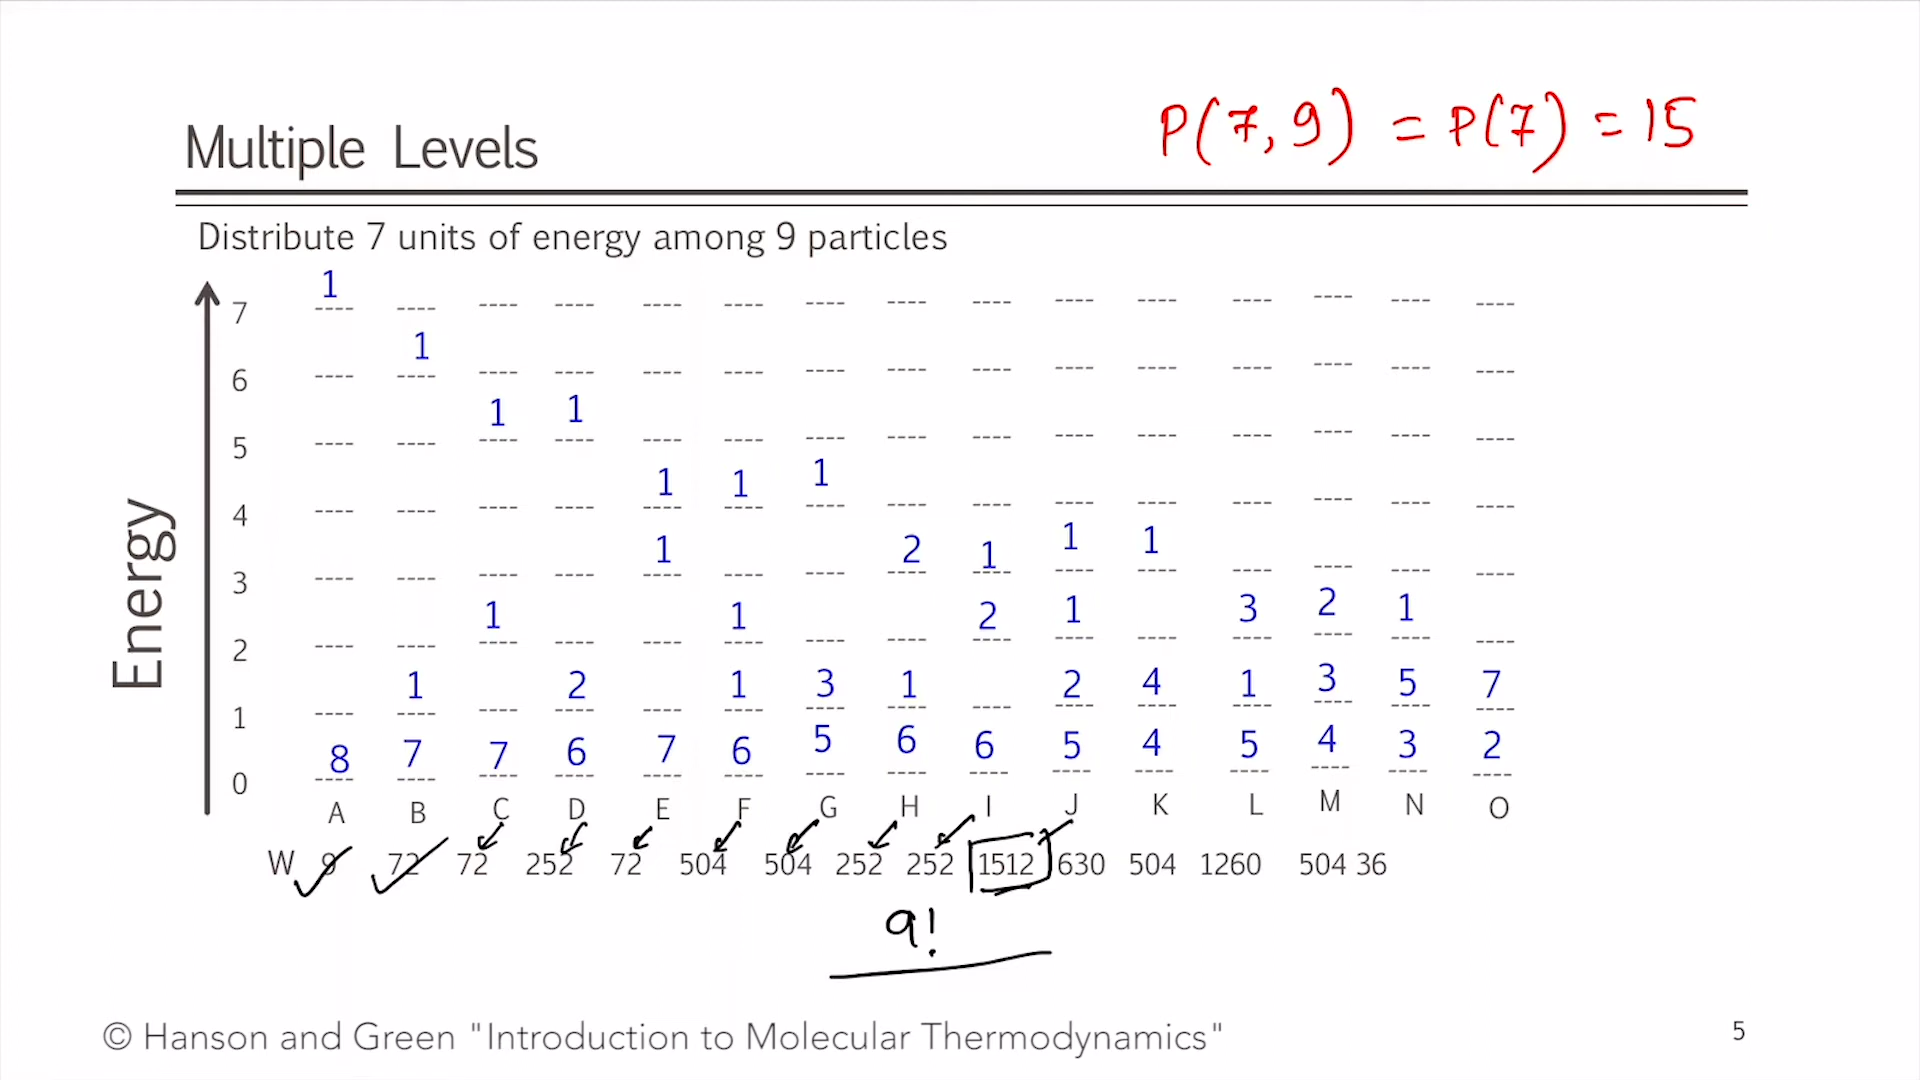 P(7,9) = P(7) = 15
Multiple Levels
Distribute 7 units of energy among 9 particles
Energy
1
7 ---- ---- ---- ---- ---- ---- ---- ---- ---- ---- ---- ---- ---- ---- ----
1
6 ---- ---- ---- ---- ---- ---- ---- ---- ---- ---- ---- ---- ---- ---- ----
1 1
5 ---- ---- ---- ---- ---- ---- ---- ---- ---- ---- ---- ---- ---- ---- ----
1 1 1
4 ---- ---- ---- ---- ---- ---- ---- ---- ---- ---- ---- ---- ---- ---- ----
1 2 1 1 1
3 ---- ---- ---- ---- ---- ---- ---- ---- ---- ---- ---- ---- ---- ---- ----
1 1 2 1 3 2 1
2 ---- ---- ---- ---- ---- ---- ---- ---- ---- ---- ---- ---- ---- ---- ----
1 2 1 3 1 2 4 1 3 5 7
1 ---- ---- ---- ---- ---- ---- ---- ---- ---- ---- ---- ---- ---- ---- ----
8 7 7 6 7 6 5 6 6 5 4 5 4 3 2
0 ---- ---- ---- ---- ---- ---- ---- ---- ---- ---- ---- ---- ---- ---- ----
A B C D E F G H I J K L M N O
W 9 72 72 252 72 504 504 252 252 1512 630 504 1260 504 36
9!
© Hanson and Green "Introduction to Molecular Thermodynamics"
5